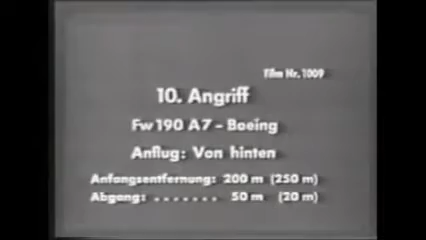 Film Nr. 1009
10. Angriff
Fw 190 A7 - Boeing
Anflug: Von hinten
Anfangsentfernung: 200 m (250 m)
Abgang: ....... 50 m (20 m)